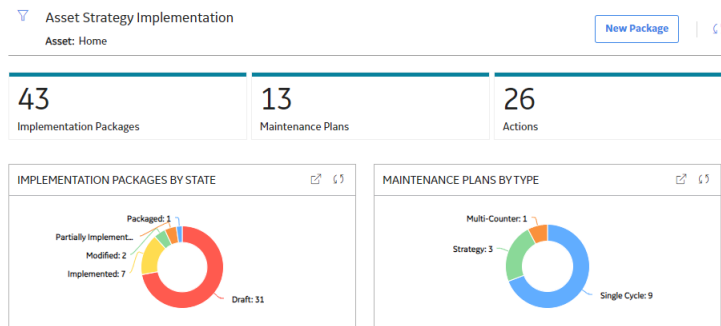 Asset Strategy Implementation
Asset: Home
New Package
43
Implementation Packages
13
Maintenance Plans
26
Actions
IMPLEMENTATION PACKAGES BY STATE
Packaged: 1
Partially Implement...
Modified: 2
Implemented: 7
Draft: 31
MAINTENANCE PLANS BY TYPE
Multi-Counter: 1
Strategy: 3
Single Cycle: 9